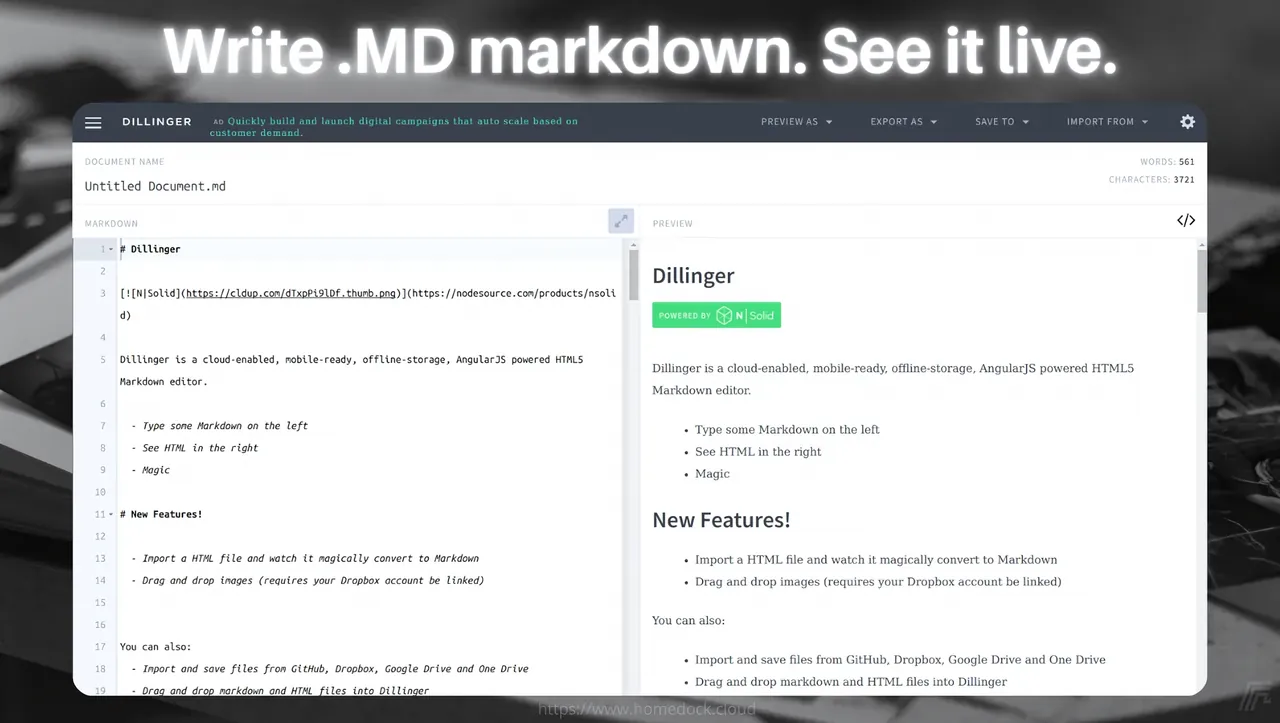 Write .MD markdown. See it live.
DILLINGER
AD Quickly build and launch digital campaigns that auto scale based on
customer demand.
PREVIEW AS
EXPORT AS
SAVE TO
IMPORT FROM
DOCUMENT NAME
Untitled Document.md
WORDS: 561
CHARACTERS: 3721
MARKDOWN
1 # Dillinger
2
3 [![N|Solid](https://cldup.com/dTxpPi9lDf.thumb.png)](https://nodesource.com/products/nsoli
d)
4
5 Dillinger is a cloud-enabled, mobile-ready, offline-storage, AngularJS powered HTML5
Markdown editor.
6
7 - Type some Markdown on the left
8 - See HTML in the right
9 - Magic
10
11 # New Features!
12
13 - Import a HTML file and watch it magically convert to Markdown
14 - Drag and drop images (requires your Dropbox account be linked)
15
16
17 You can also:
18 - Import and save files from GitHub, Dropbox, Google Drive and One Drive
19 - Drag and drop markdown and HTML files into Dillinger
PREVIEW
</>
Dillinger
POWERED BY N|Solid
Dillinger is a cloud-enabled, mobile-ready, offline-storage, AngularJS powered HTML5
Markdown editor.
• Type some Markdown on the left
• See HTML in the right
• Magic
New Features!
• Import a HTML file and watch it magically convert to Markdown
• Drag and drop images (requires your Dropbox account be linked)
You can also:
• Import and save files from GitHub, Dropbox, Google Drive and One Drive
• Drag and drop markdown and HTML files into Dillinger
https://www.homedock.cloud